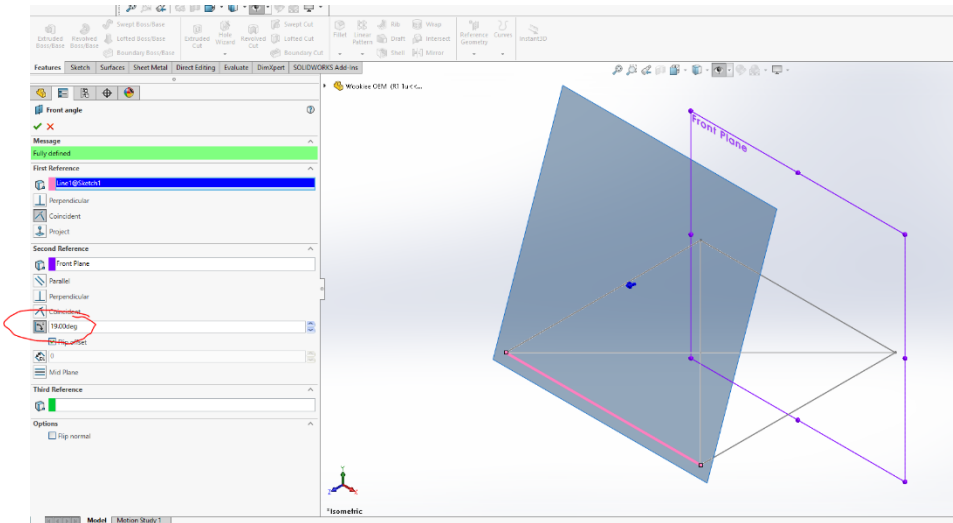 Extruded Boss/Base
Revolved Boss/Base
Swept Boss/Base
Lofted Boss/Base
Boundary Boss/Base
Extruded Cut
Hole Wizard
Revolved Cut
Swept Cut
Lofted Cut
Boundary Cut
Fillet
Linear Pattern
Rib
Draft
Shell
Wrap
Intersect
Mirror
Reference Geometry
Curves
Instant3D
Features Sketch Surfaces Sheet Metal Direct Editing Evaluate DimXpert SOLIDWORKS Add-Ins
Front angle
Message
Fully defined
First Reference
Line1@Sketch1
Perpendicular
Coincident
Project
Second Reference
Front Plane
Parallel
Perpendicular
Coincident
19.00deg
Flip offset
0
Mid Plane
Third Reference
Options
Flip normal
Wookiee OEM
Front Plane
Y
*Isometric
Model Motion Study 1